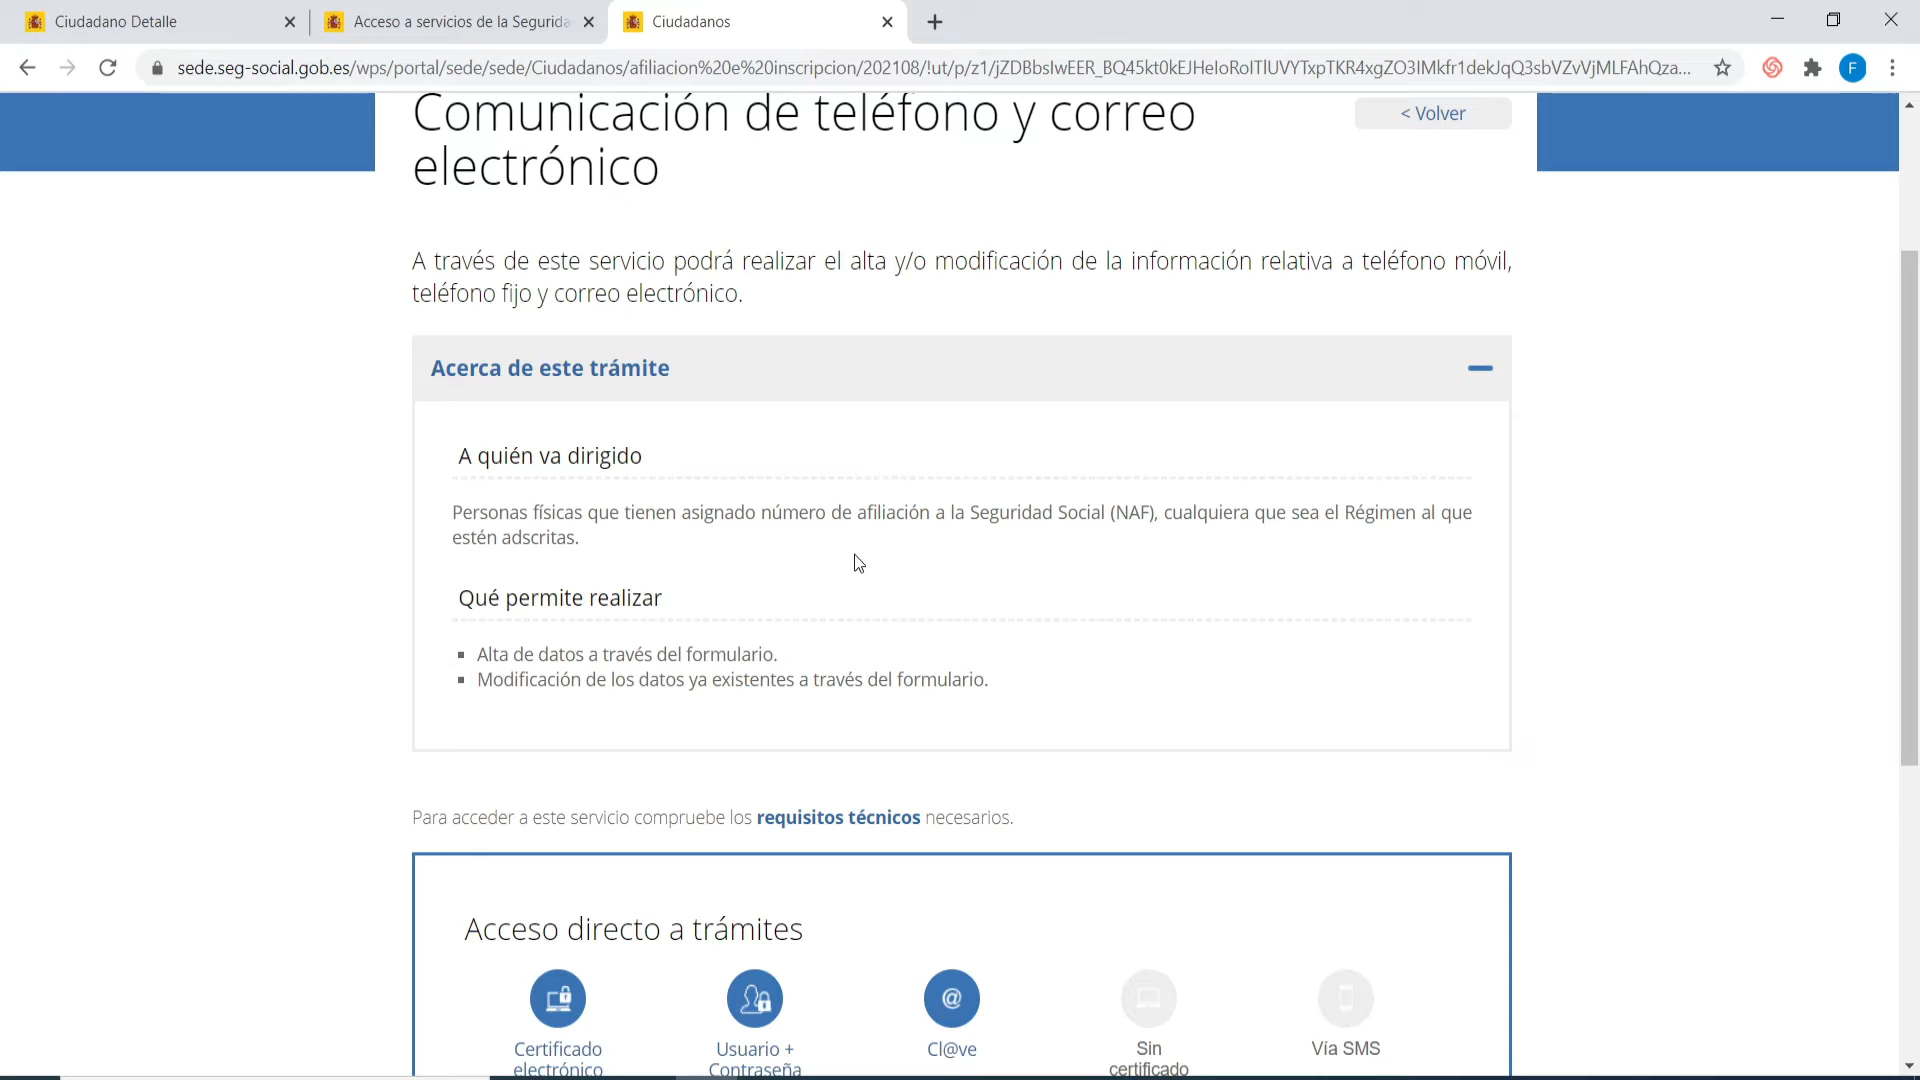 Ciudadano Detalle
Acceso a servicios de la Segurida
Ciudadanos
sede.seg-social.gob.es/wps/portal/sede/sede/Ciudadanos/afiliacion%20e%20inscripcion/202108/!ut/p/z1/jZDBbsIwEER_BQ45kt0kEJHeIoRoITlUVYTxpTKR4xgZO3IMkfr1dekJqQ3sbVZvVjMLFAhQza...
F
Comunicación de teléfono y correo
electrónico
< Volver
A través de este servicio podrá realizar el alta y/o modificación de la información relativa a teléfono móvil,
teléfono fijo y correo electrónico.
Acerca de este trámite
A quién va dirigido
Personas físicas que tienen asignado número de afiliación a la Seguridad Social (NAF), cualquiera que sea el Régimen al que
estén adscritas.
Qué permite realizar
▪ Alta de datos a través del formulario.
▪ Modificación de los datos ya existentes a través del formulario.
Para acceder a este servicio compruebe los requisitos técnicos necesarios.
Acceso directo a trámites
@
Certificado
electrónico
Usuario +
Contraseña
Cl@ve
Sin
certificado
Vía SMS